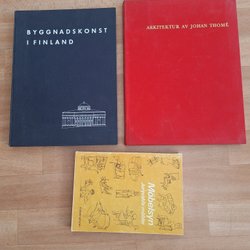 BYGGNADSKONST
I FINLAND
ARKITEKTUR AV JOHAN THOMÉ
Möbelsyn